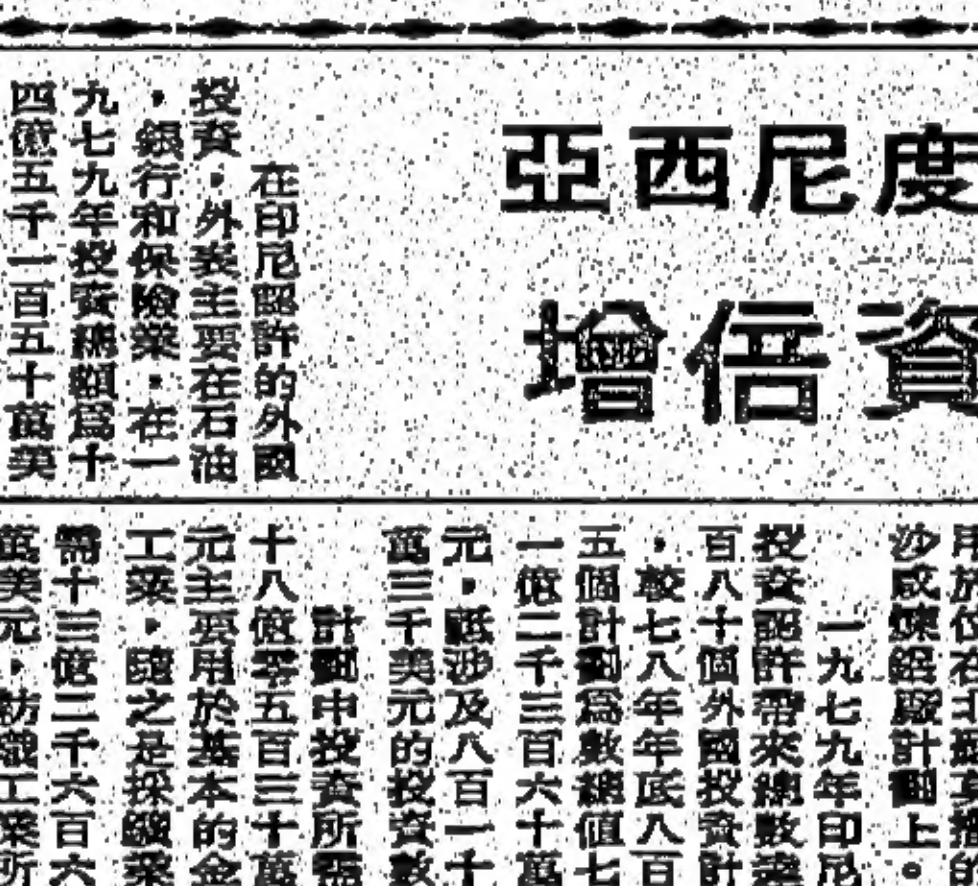 度尼西亞
資倍增
在印尼認許的外國
投資,外表主要在石油
,銀行和保險業,在一
九七九年投資總額爲十
四億五千一百五十萬美
用於位在
沙咸煉鋁廠計劃上。
一九七九年印尼
投資認許帶來總數達
百八十個外國投資計
,較七八年年底八百
五個計劃爲數總值七
一億二千三百六十萬
元,祗涉及八百一千
萬三千美元的投資數
計劃中投資所需
十八億零五百三十萬
元主要用於基本的金
工業,隨之是採礦業
需十三億二千六百六
萬美元,紡織工業所